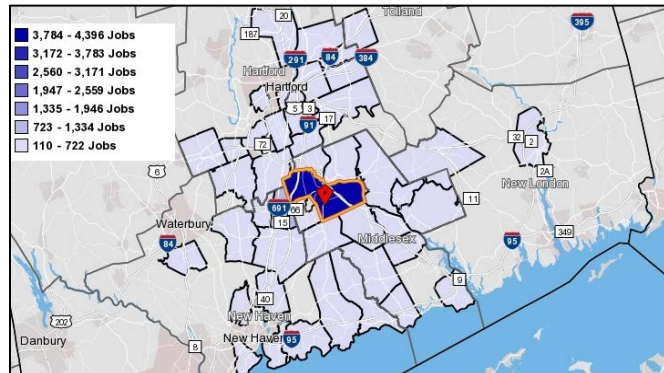 3,784 - 4,396 Jobs
3,172 - 3,783 Jobs
2,560 - 3,171 Jobs
1,947 - 2,559 Jobs
1,335 - 1,946 Jobs
723 - 1,334 Jobs
110 - 722 Jobs
20
Tolland
395
187
291
84
384
Hartford
Hartford
5
3
17
91
32
2
72
6
2A
New London
691
66
11
15
Waterbury
Middlesex
84
95
349
9
40
New Haven
202
New Haven
95
Danbury
8